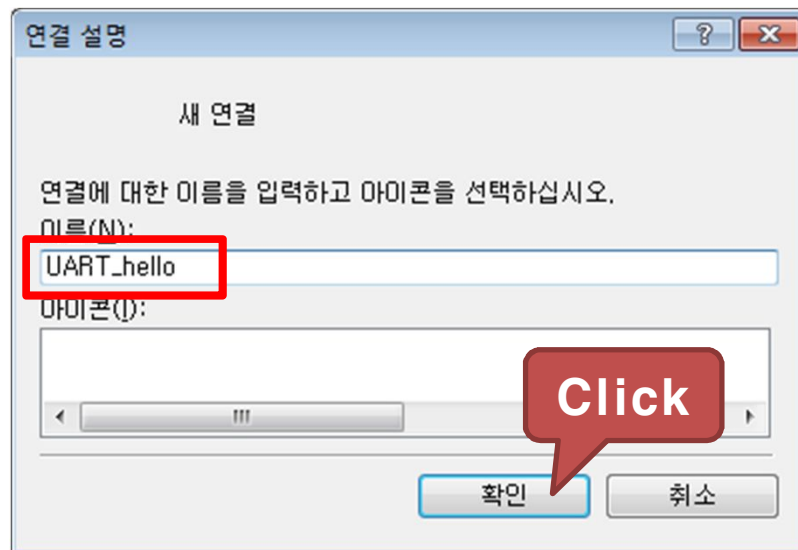 연결 설명
새 연결
연결에 대한 이름을 입력하고 아이콘을 선택하십시오.
이름(N):
UART_hello
아이콘(I):
Click
확인
취소